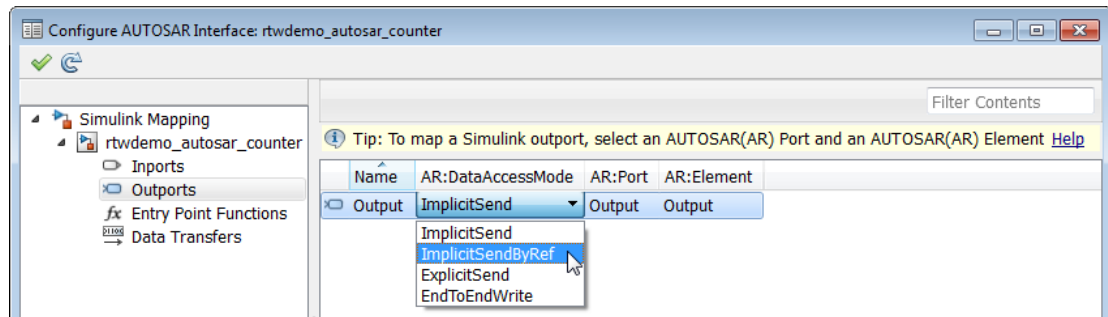 Configure AUTOSAR Interface: rtwdemo_autosar_counter
Filter Contents
Simulink Mapping
rtwdemo_autosar_counter
Inports
Outports
fx Entry Point Functions
Data Transfers
Tip: To map a Simulink outport, select an AUTOSAR(AR) Port and an AUTOSAR(AR) Element Help
Name AR:DataAccessMode AR:Port AR:Element
Output ImplicitSend Output Output
ImplicitSend
ImplicitSendByRef
ExplicitSend
EndToEndWrite